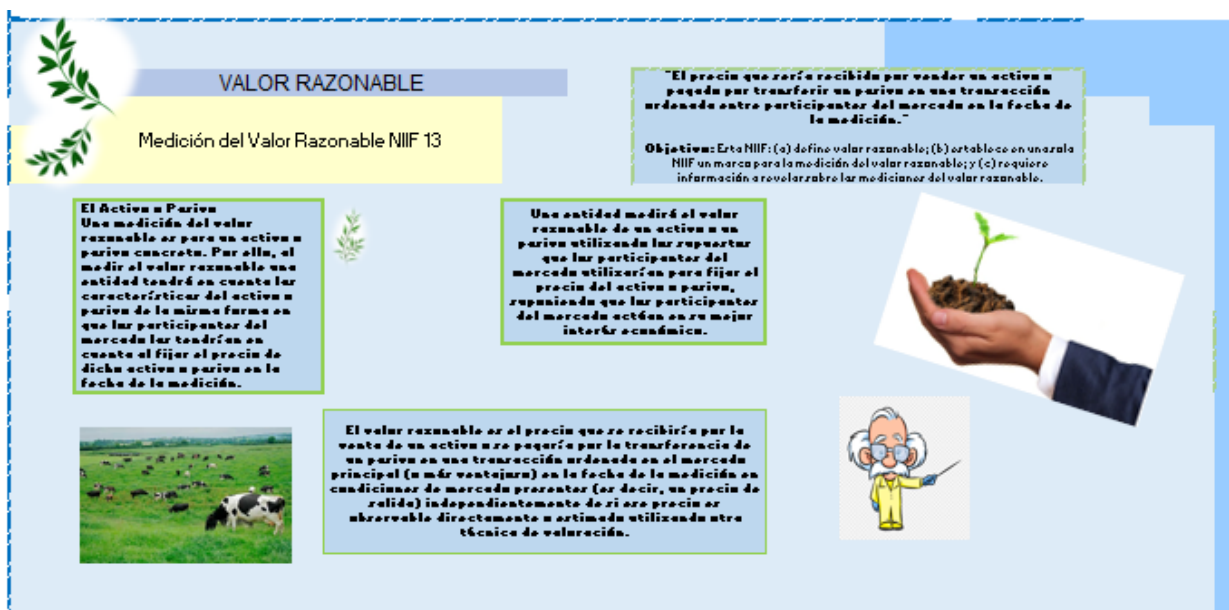 VALOR RAZONABLE
Medición del Valor Razonable NIIF 13
"El precio que sería recibido por vender un activo o
pagado por transferir un pasivo en una transacción
ordenada entre participantes del mercado en la fecha de
la medición."
Objetivo: Esta NIIF: (a) define valor razonable; (b) establece en una sola
NIIF un marco para la medición del valor razonable; y (c) requiere
información a revelar sobre las mediciones del valor razonable.
El Activo o Pasivo
Una medición del valor
razonable es para un activo o
pasivo concreto. Por ello, al
medir el valor razonable una
entidad tendrá en cuenta las
características del activo o
pasivo de la misma forma en
que los participantes del
mercado las tendrían en
cuenta al fijar el precio de
dicho activo o pasivo en la
fecha de la medición.
Una entidad medirá el valor
razonable de un activo o un
pasivo utilizando los supuestos
que los participantes del
mercado utilizarían para fijar el
precio del activo o pasivo,
suponiendo que los participantes
del mercado actúan en su mejor
interés económico.
El valor razonable es el precio que se recibiría por la
venta de un activo o se pagaría por la transferencia de
un pasivo en una transacción ordenada en el mercado
principal (o más ventajoso) en la fecha de la medición en
condiciones de mercado presentes (es decir, un precio de
salida) independientemente de si ese precio es
observable directamente o estimado utilizando otra
técnica de valoración.